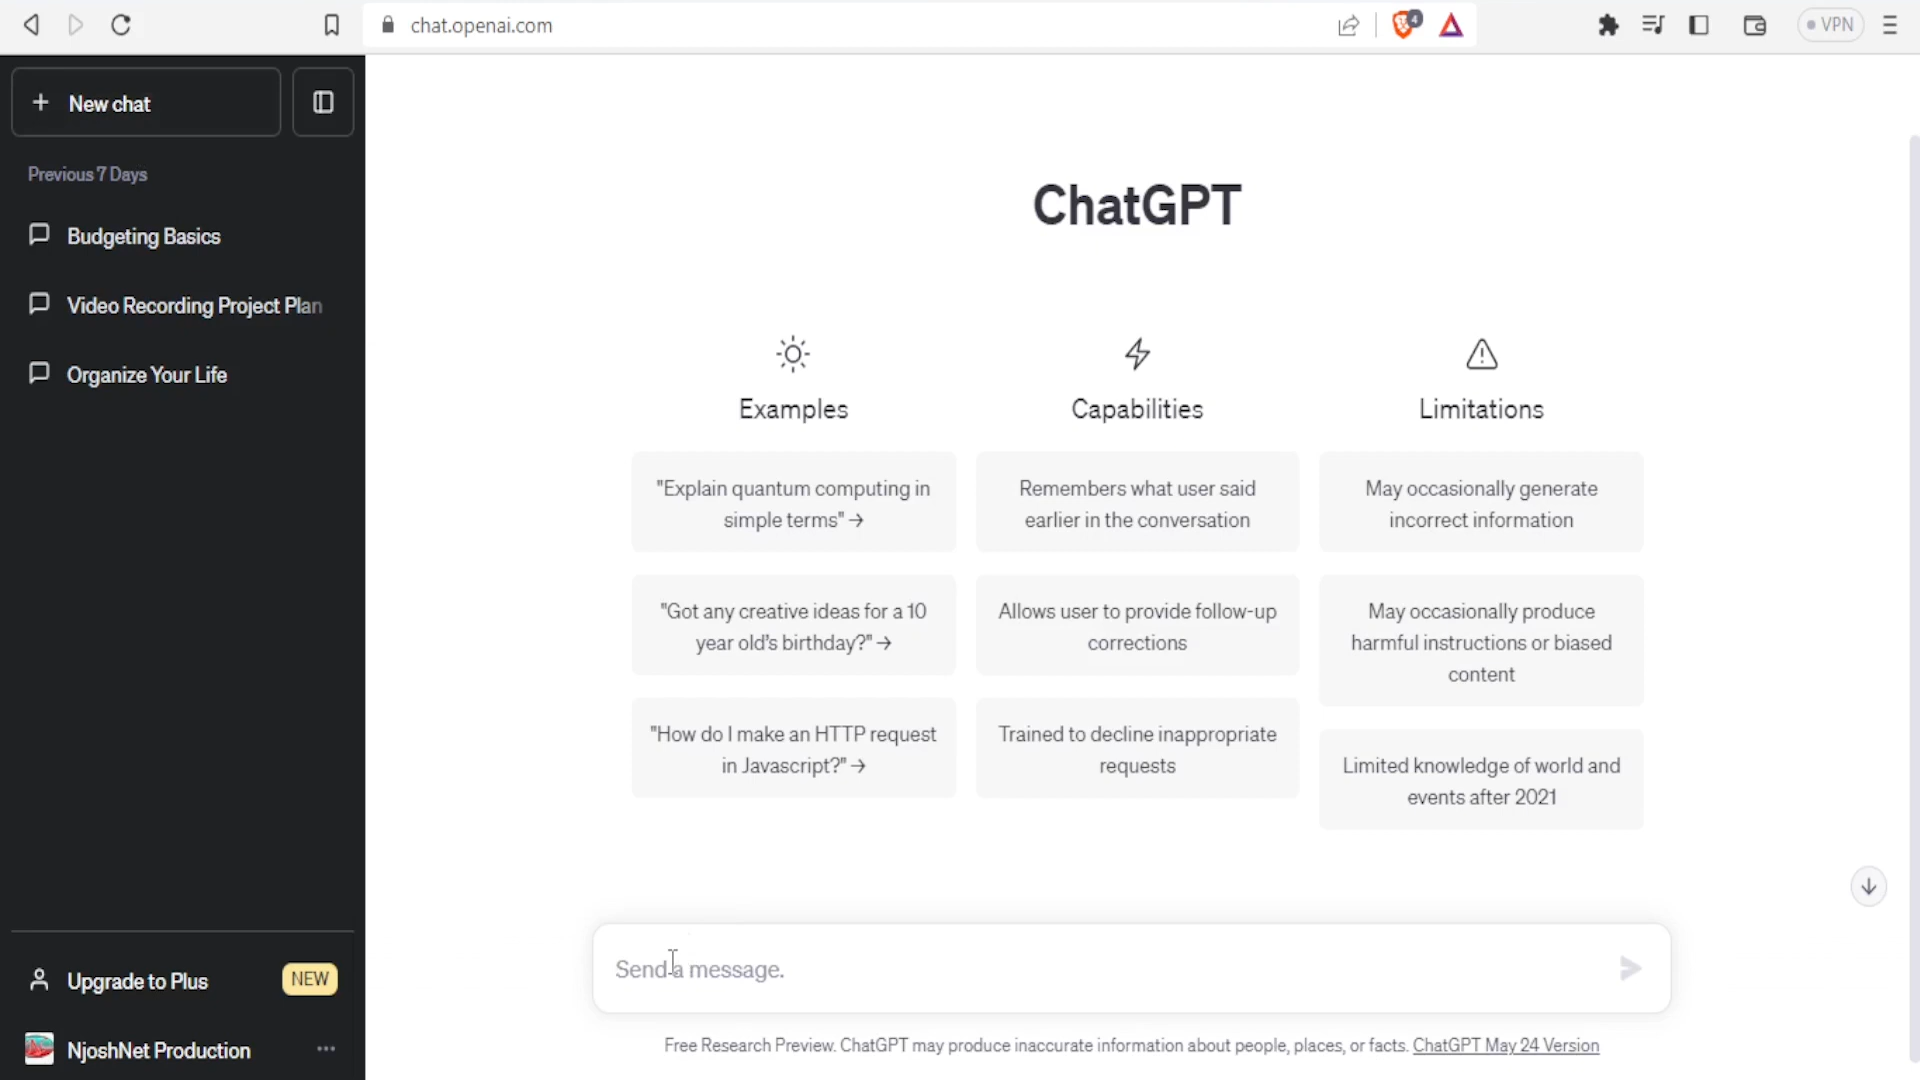 chat.openai.com
4
VPN
+ New chat
Previous 7 Days
Budgeting Basics
Video Recording Project Plan
Organize Your Life
Upgrade to Plus
NEW
NjoshNet Production
ChatGPT
Examples
"Explain quantum computing in
simple terms" →
"Got any creative ideas for a 10
year old's birthday?" →
"How do I make an HTTP request
in Javascript?" →
Capabilities
Remembers what user said
earlier in the conversation
Allows user to provide follow-up
corrections
Trained to decline inappropriate
requests
Limitations
May occasionally generate
incorrect information
May occasionally produce
harmful instructions or biased
content
Limited knowledge of world and
events after 2021
Send a message.
Free Research Preview. ChatGPT may produce inaccurate information about people, places, or facts. ChatGPT May 24 Version